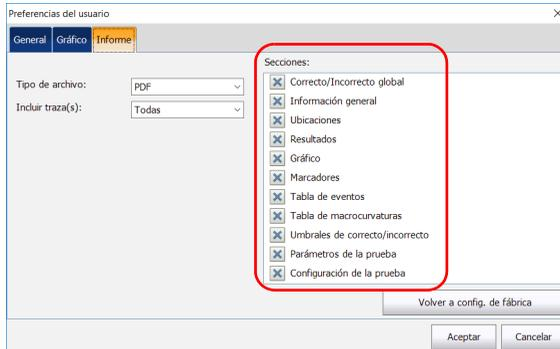 Preferencias del usuario
General Gráfico Informe
Secciones:
Tipo de archivo: PDF
Incluir traza(s): Todas
Correcto/Incorrecto global
Información general
Ubicaciones
Resultados
Gráfico
Marcadores
Tabla de eventos
Tabla de macrocurvaturas
Umbrales de correcto/incorrecto
Parámetros de la prueba
Configuración de la prueba
Volver a config. de fábrica
Aceptar Cancelar